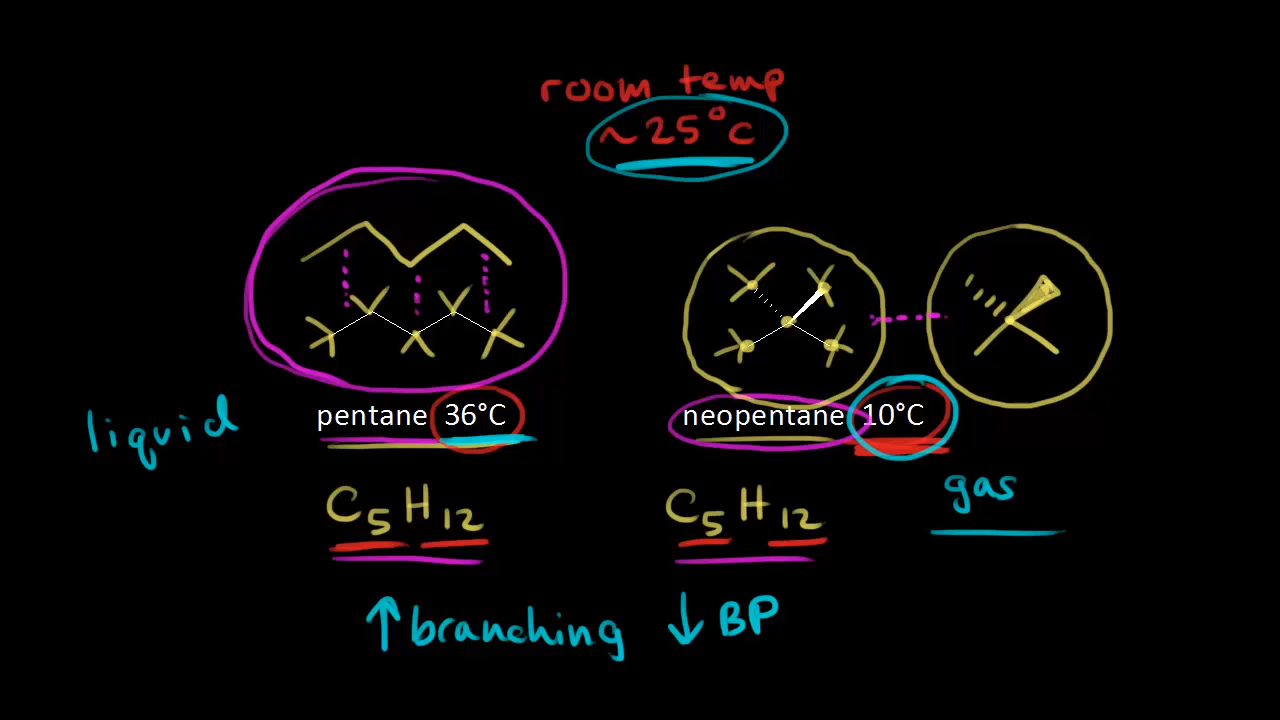 room temp
~25°C
pentane 36°C
neopentane 10°C
liquid
gas
C₅H₁₂
C₅H₁₂
↑ branching ↓ BP